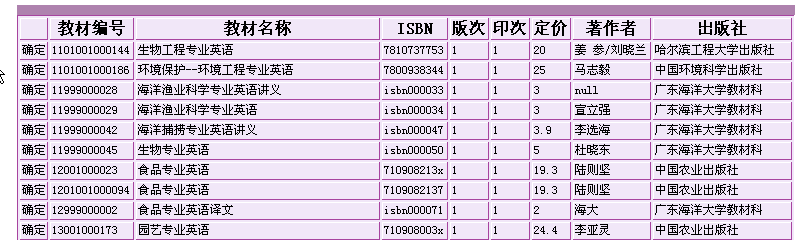 教材编号 教材名称 ISBN 版次 印次 定价 著作者 出版社
确定 1101001000144 生物工程专业英语 7810737753 1 1 20 姜 参/刘晓兰 哈尔滨工程大学出版社
确定 1101001000186 环境保护--环境工程专业英语 7800938344 1 1 25 马志毅 中国环境科学出版社
确定 11999000028 海洋渔业科学专业英语讲义 isbn000033 1 1 3 null 广东海洋大学教材科
确定 11999000029 海洋渔业科学专业英语 isbn000034 1 1 3 宣立强 广东海洋大学教材科
确定 11999000042 海洋捕捞专业英语讲义 isbn000047 1 1 3.9 李选海 广东海洋大学教材科
确定 11999000045 生物专业英语 isbn000050 1 1 5 杜晓东 广东海洋大学教材科
确定 12001000023 食品专业英语 710908213x 1 1 19.3 陆则坚 中国农业出版社
确定 1201001000094 食品专业英语 7109082137 1 1 19.3 陆则坚 中国农业出版社
确定 12999000002 食品专业英语译文 isbn000071 1 1 2 海大 广东海洋大学教材科
确定 13001000173 园艺专业英语 710908003x 1 1 24.4 李亚灵 中国农业出版社